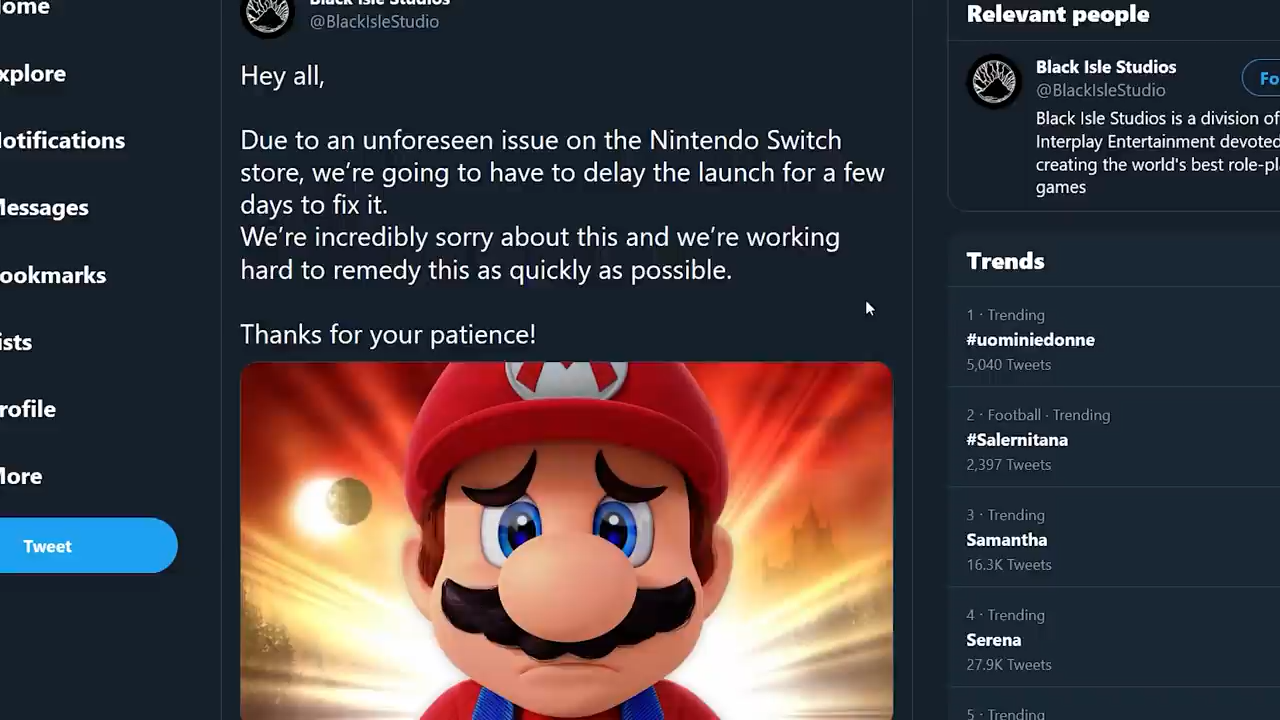 ome
xplore
otifications
Messages
ookmarks
ists
rofile
More
Tweet
Black Isle Studios
@BlackIsleStudio
Hey all,
Due to an unforeseen issue on the Nintendo Switch
store, we're going to have to delay the launch for a few
days to fix it.
We're incredibly sorry about this and we're working
hard to remedy this as quickly as possible.
Thanks for your patience!
M
Relevant people
Black Isle Studios
@BlackIsleStudio
Fo
Black Isle Studios is a division of
Interplay Entertainment devoted
creating the world's best role-pl
games
Trends
1 · Trending
#uominiedonne
5,040 Tweets
2 · Football · Trending
#Salernitana
2,397 Tweets
3 · Trending
Samantha
16.3K Tweets
4 · Trending
Serena
27.9K Tweets
5 · Trending